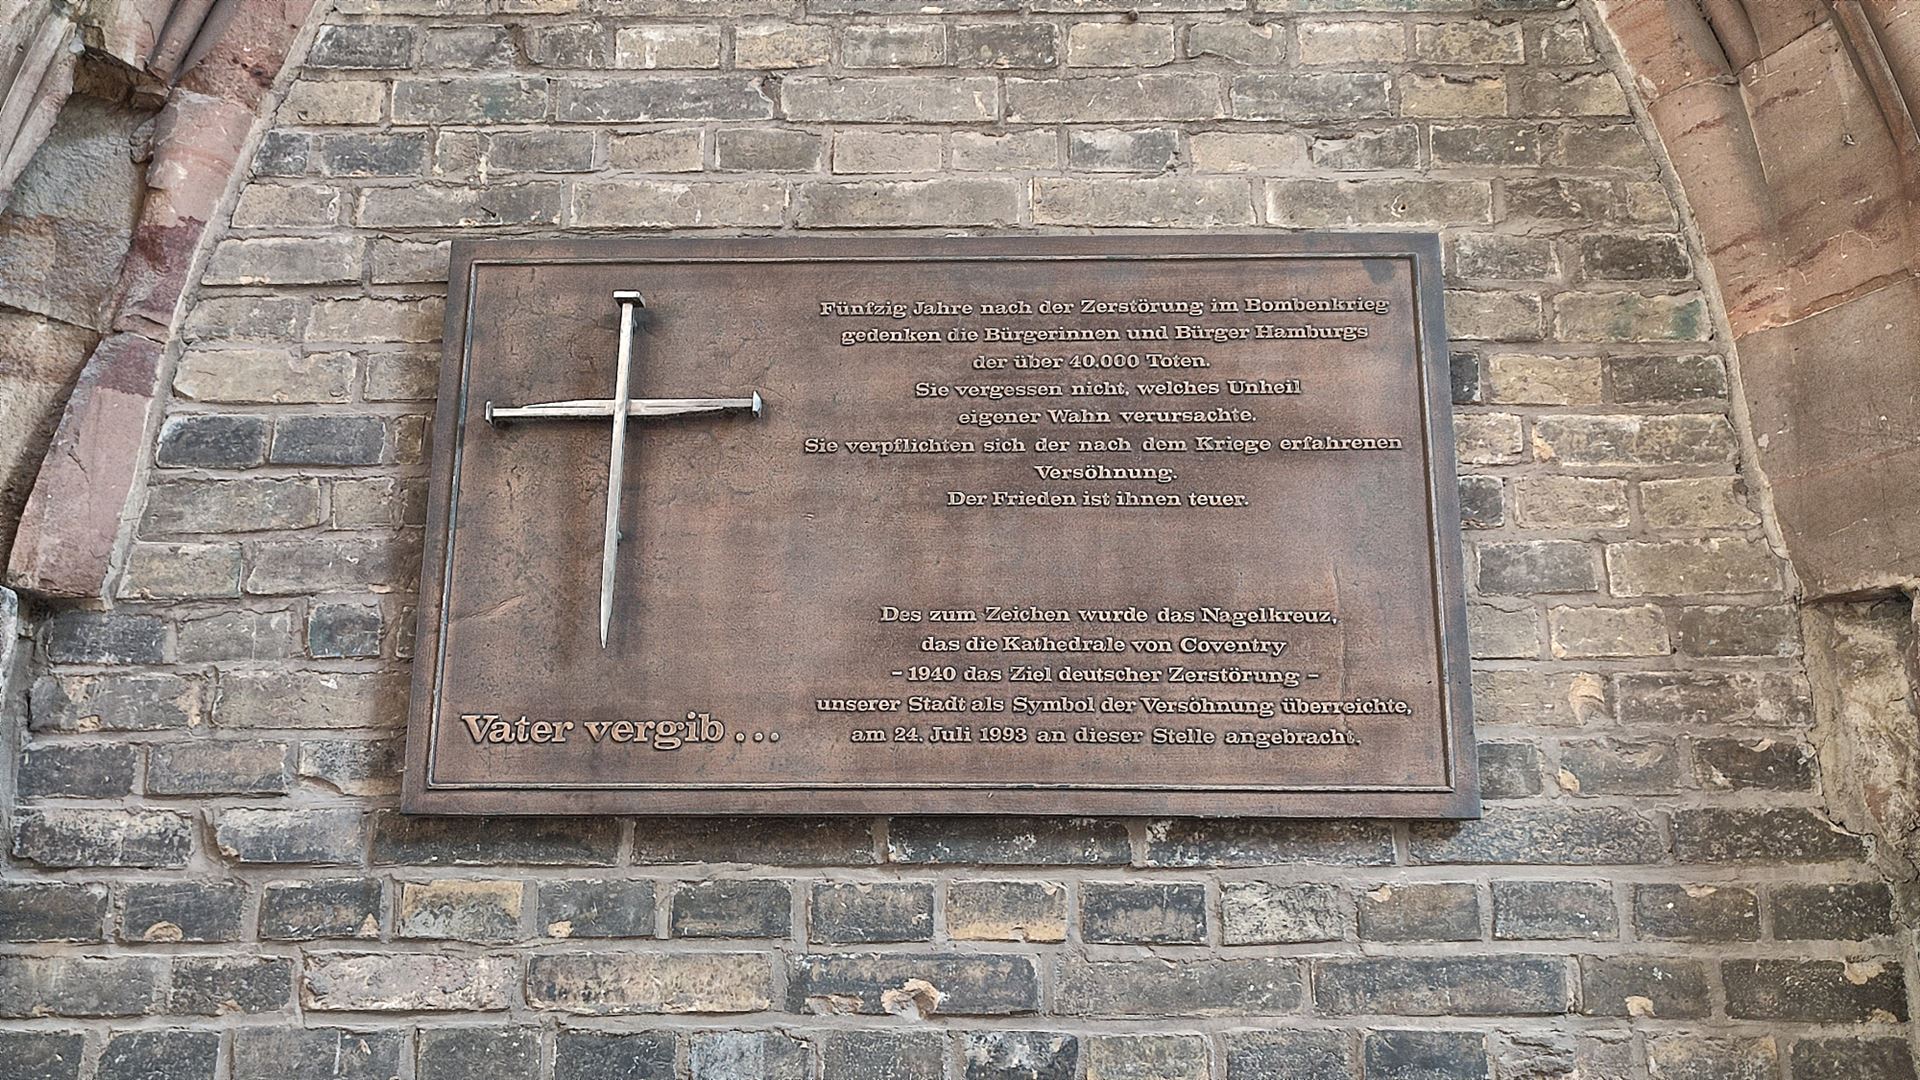 Fünfzig Jahre nach der Zerstörung im Bombenkrieg
gedenken die Bürgerinnen und Bürger Hamburgs
der über 40.000 Toten.
Sie vergessen nicht, welches Unheil
eigener Wahn verursachte.
Sie verpflichten sich der nach dem Kriege erfahrenen
Versöhnung.
Der Frieden ist ihnen teuer.
Des zum Zeichen wurde das Nagelkreuz,
das die Kathedrale von Coventry
– 1940 das Ziel deutscher Zerstörung –
unserer Stadt als Symbol der Versöhnung überreichte,
am 24. Juli 1993 an dieser Stelle angebracht.
Vater vergib ...